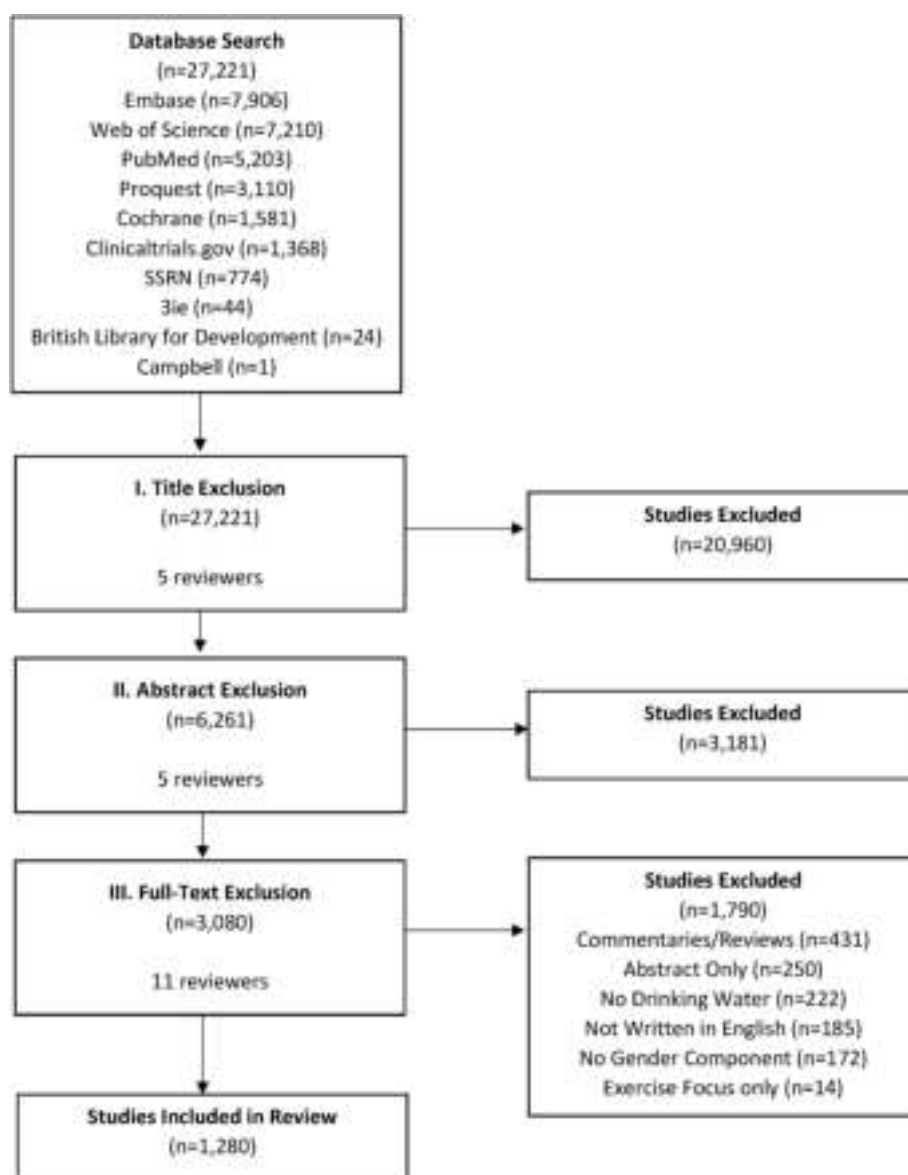 Database Search
(n=27,221)
Embase (n=7,906)
Web of Science (n=7,210)
PubMed (n=5,203)
Proquest (n=3,110)
Cochrane (n=1,581)
Clinicaltrials.gov (n=1,368)
SSRN (n=774)
3ie (n=44)
British Library for Development (n=24)
Campbell (n=1)
I. Title Exclusion
(n=27,221)
5 reviewers
Studies Excluded
(n=20,960)
II. Abstract Exclusion
(n=6,261)
5 reviewers
Studies Excluded
(n=3,181)
III. Full-Text Exclusion
(n=3,080)
11 reviewers
Studies Excluded
(n=1,790)
Commentaries/Reviews (n=431)
Abstract Only (n=250)
No Drinking Water (n=222)
Not Written in English (n=185)
No Gender Component (n=172)
Exercise Focus only (n=14)
Studies Included in Review
(n=1,280)